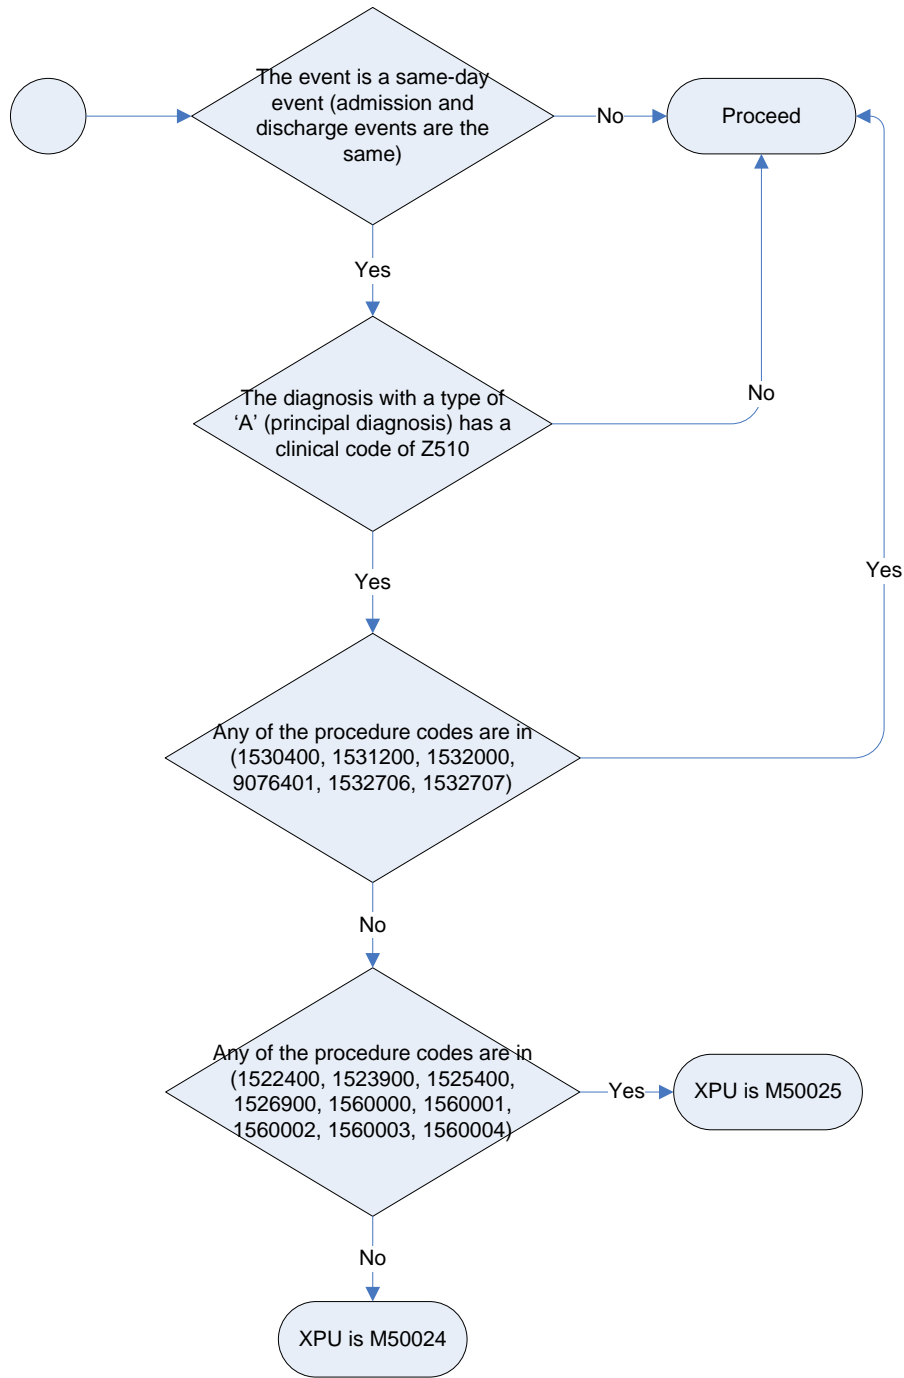 The event is a same-day
event (admission and
discharge events are the
same)
No
Proceed
Yes
The diagnosis with a type of
‘A’ (principal diagnosis) has a
clinical code of Z510
No
Yes
Yes
Any of the procedure codes are in
(1530400, 1531200, 1532000,
9076401, 1532706, 1532707)
No
Any of the procedure codes are in
(1522400, 1523900, 1525400,
1526900, 1560000, 1560001,
1560002, 1560003, 1560004)
Yes
XPU is M50025
No
XPU is M50024